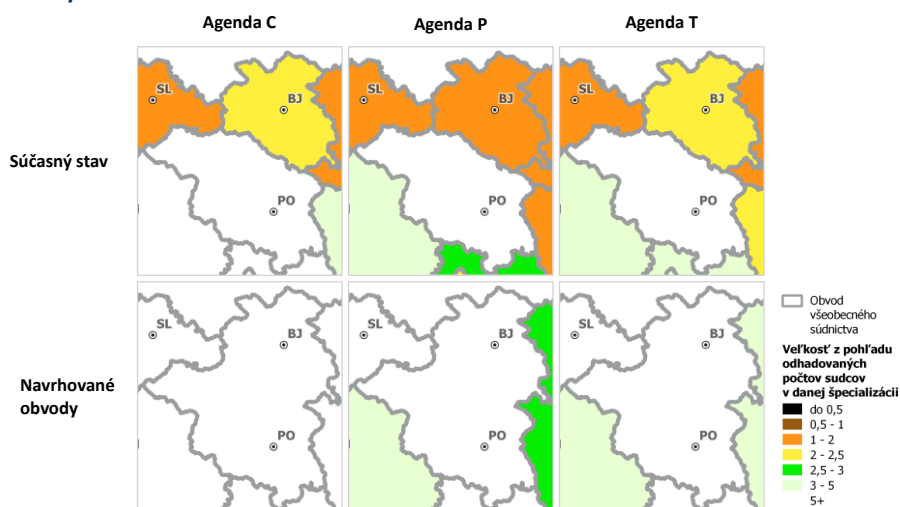 Agenda C
Agenda P
Agenda T
Súčasný stav
SL
BJ
PO
SL
BJ
PO
SL
BJ
PO
Navrhované
obvody
SL
BJ
PO
SL
BJ
PO
SL
BJ
PO
Obvod
všeobecného
súdnictva
Veľkosť z pohľadu
odhadovaných
počtov sudcov
v danej špecializácii
do 0,5
0,5 - 1
1 - 2
2 - 2,5
2,5 - 3
3 - 5
5+